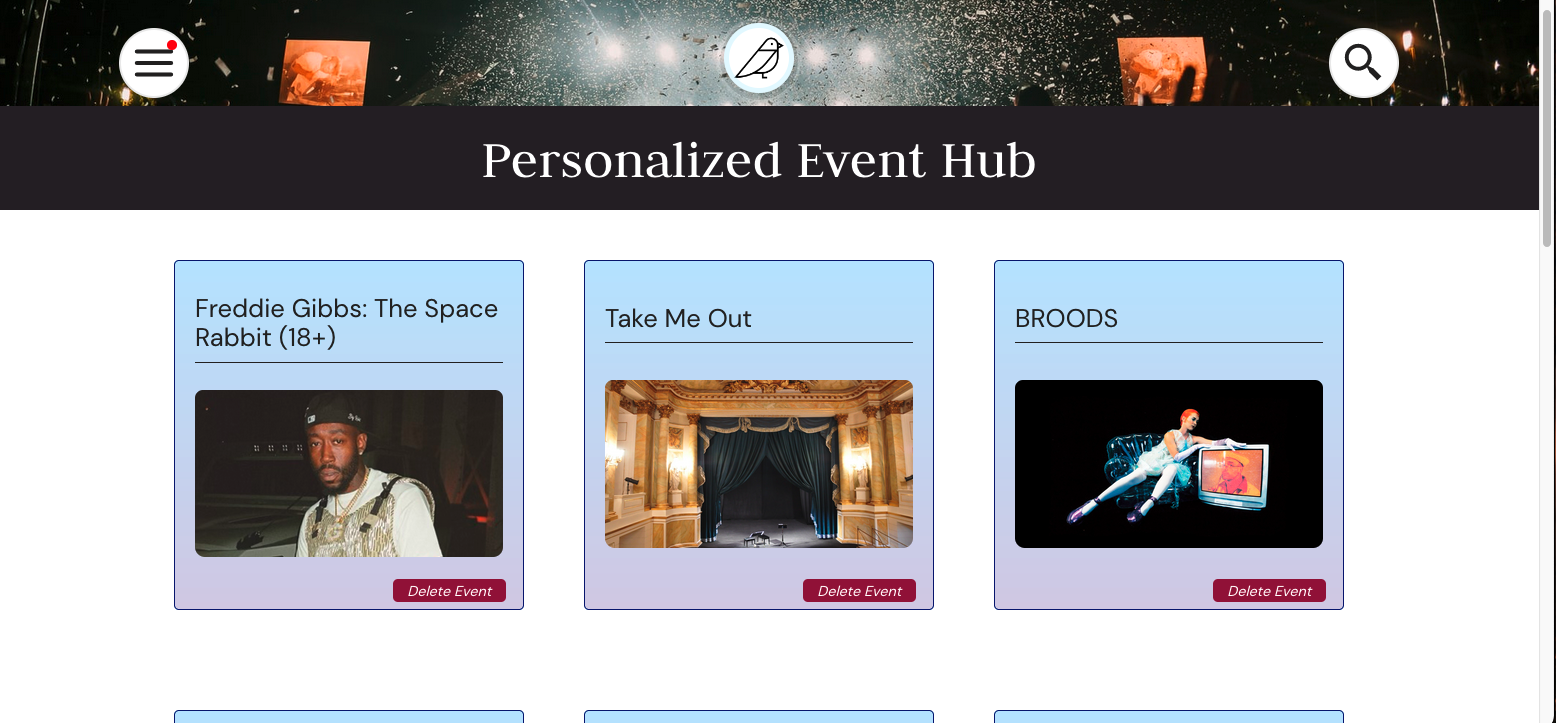 Personalized Event Hub
Freddie Gibbs: The Space
Rabbit (18+)
Take Me Out
BROODS
Delete Event
Delete Event
Delete Event